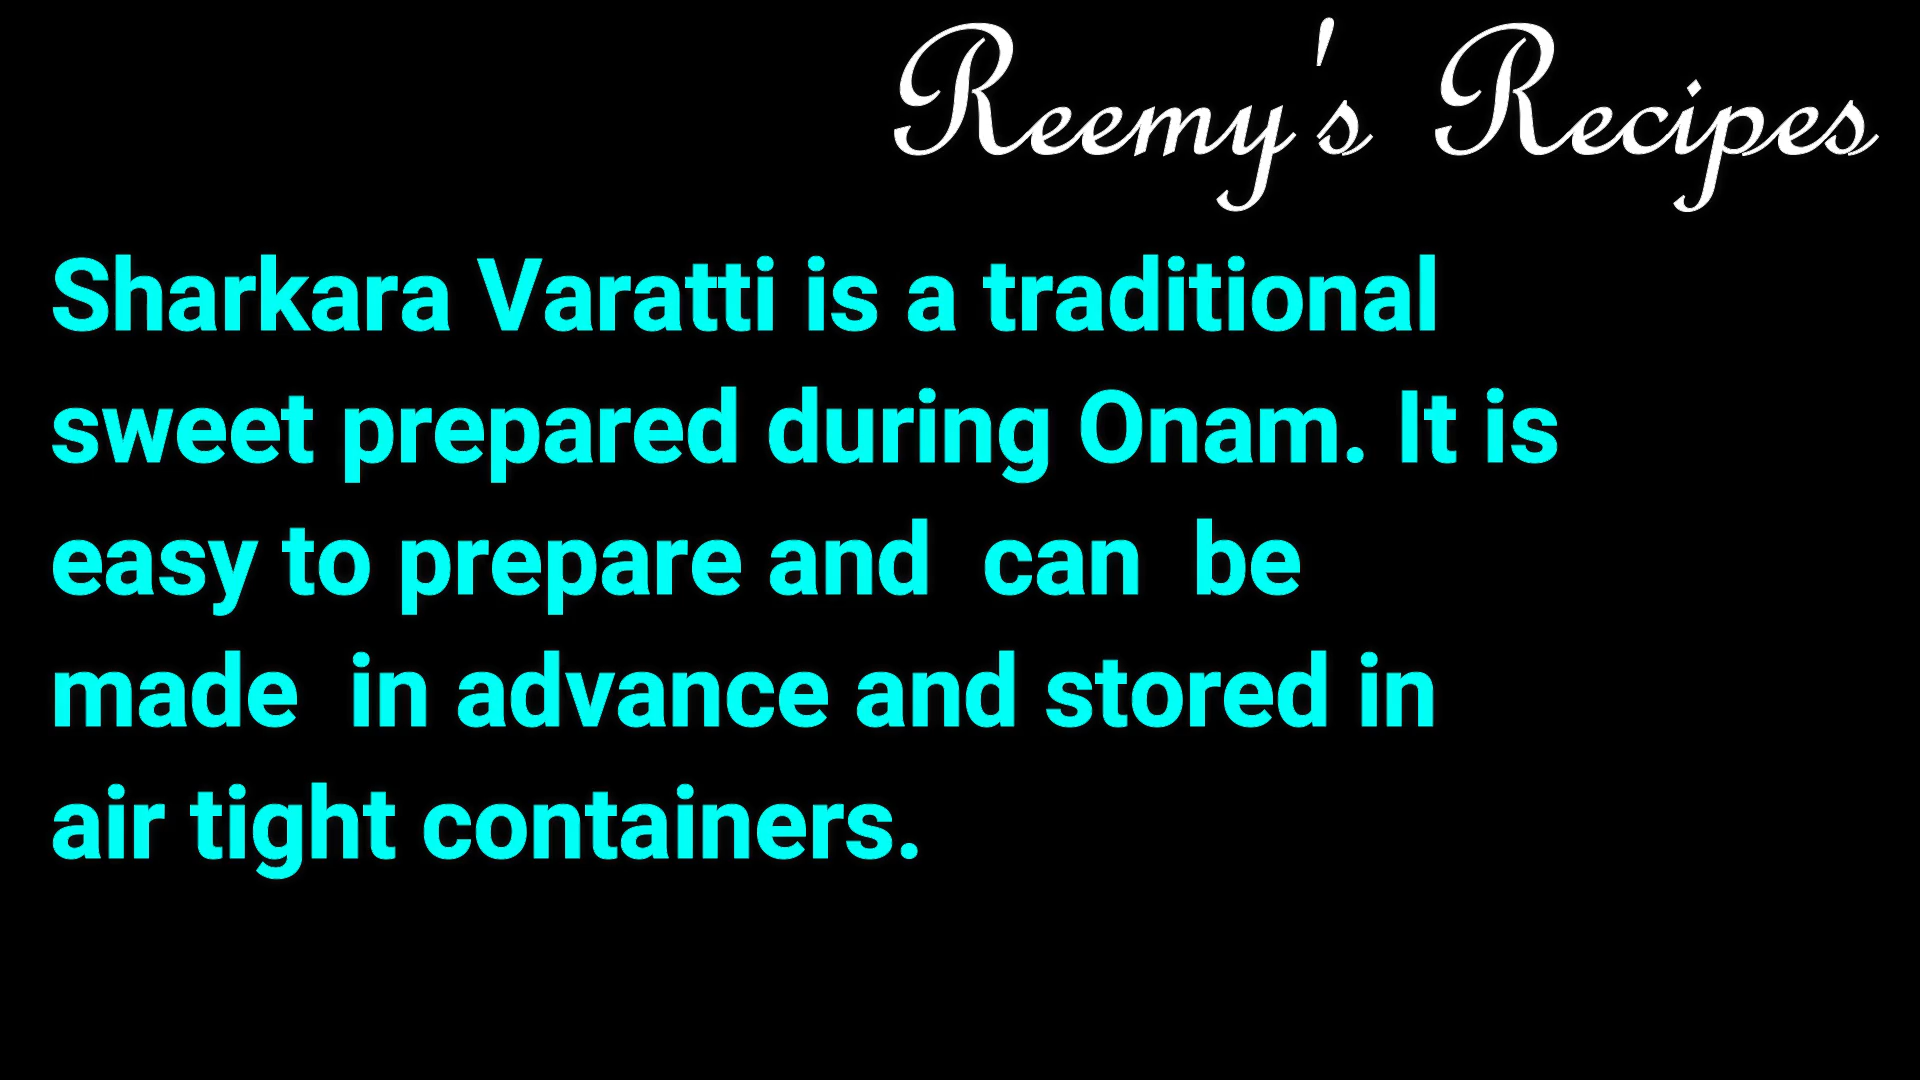 Reemy's Recipes
Sharkara Varatti is a traditional
sweet prepared during Onam. It is
easy to prepare and  can  be
made  in advance and stored in
air tight containers.